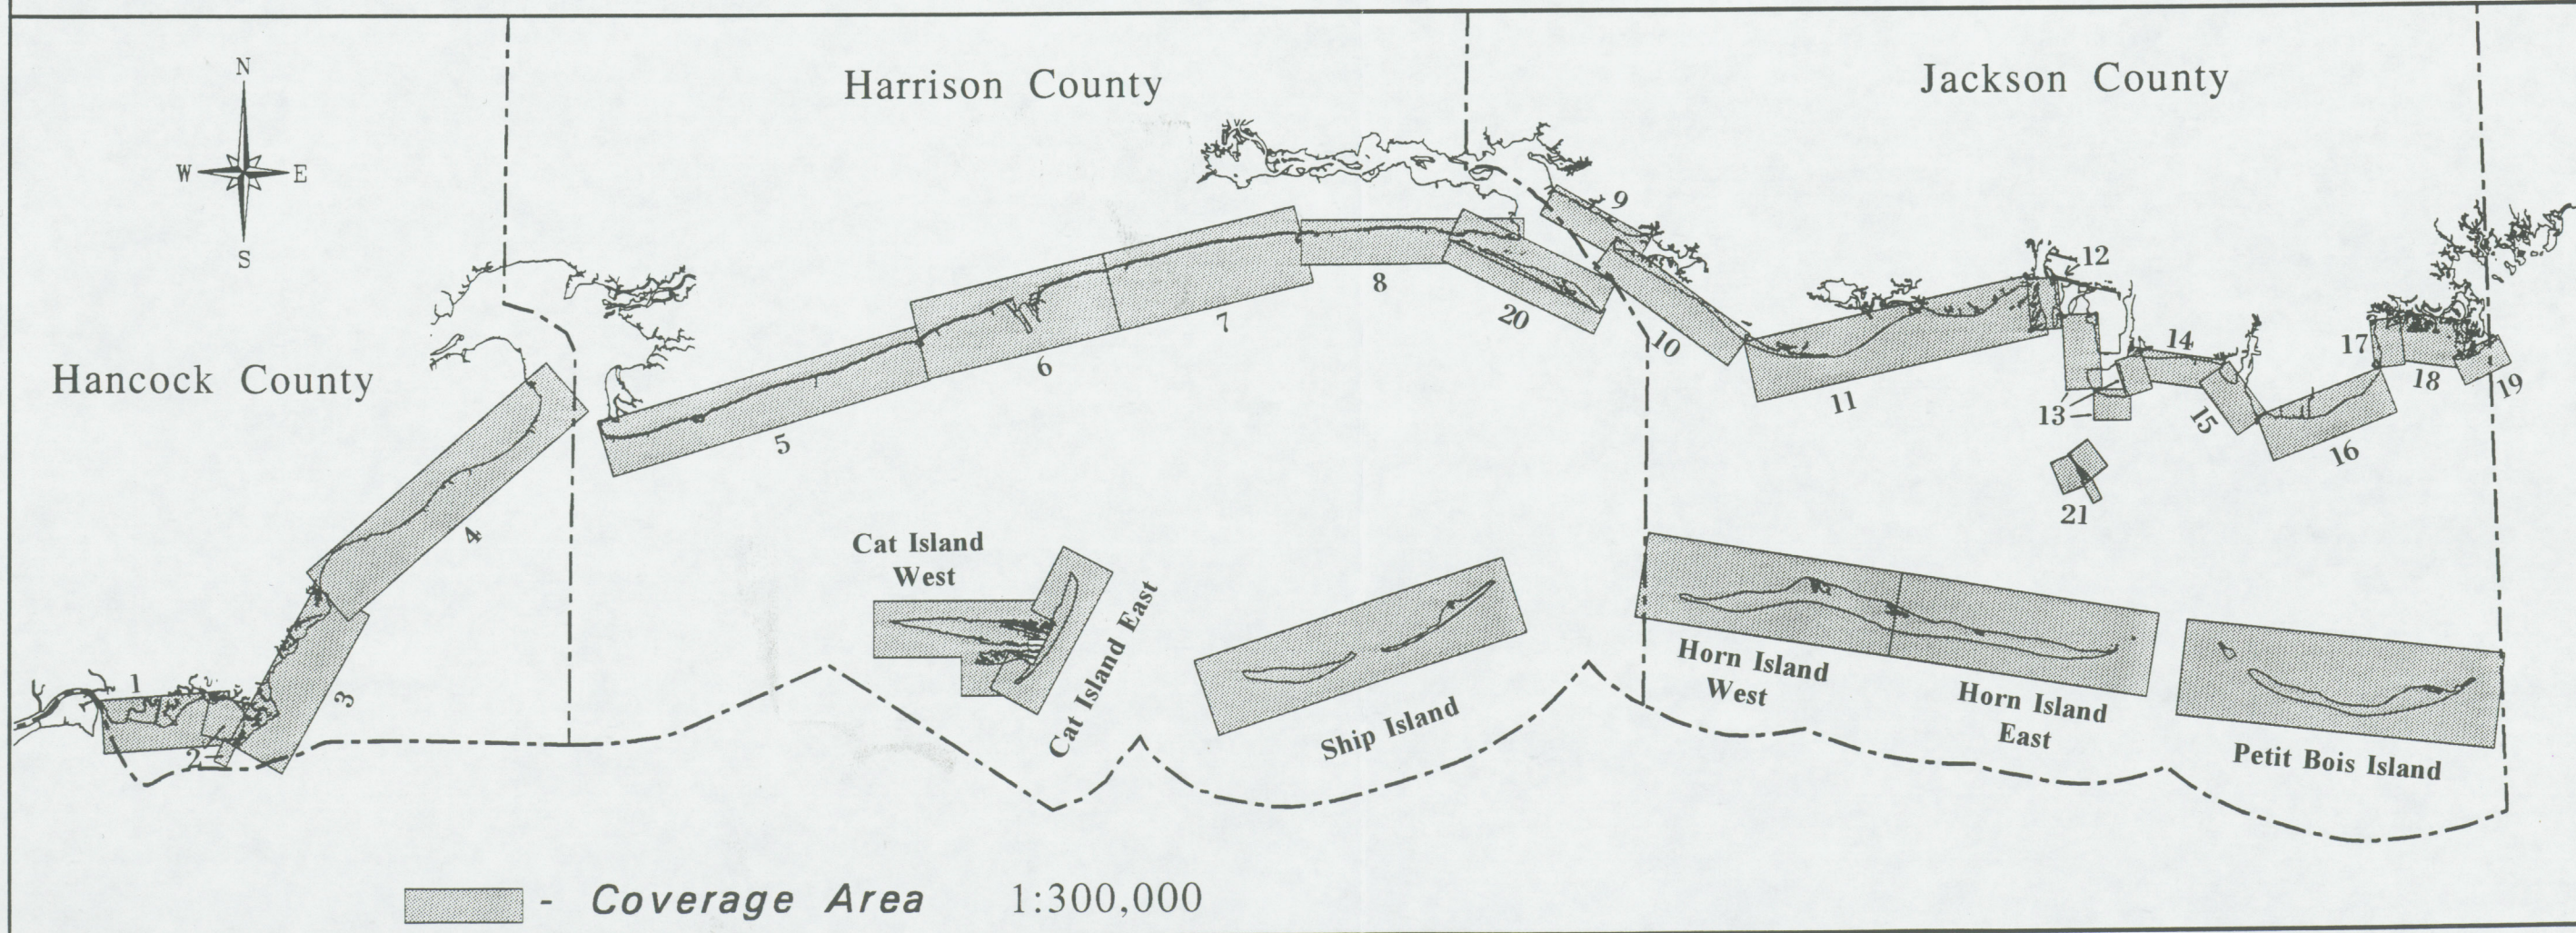 Harrison County
Jackson County
N
W E
S
Hancock County
1
2
3
4
5
6
7
8
20
9
10
11
12
13
14
15
16
17
18
19
21
Cat Island
West
Cat Island East
Ship Island
Horn Island
West
Horn Island
East
Petit Bois Island
- Coverage Area 1:300,000